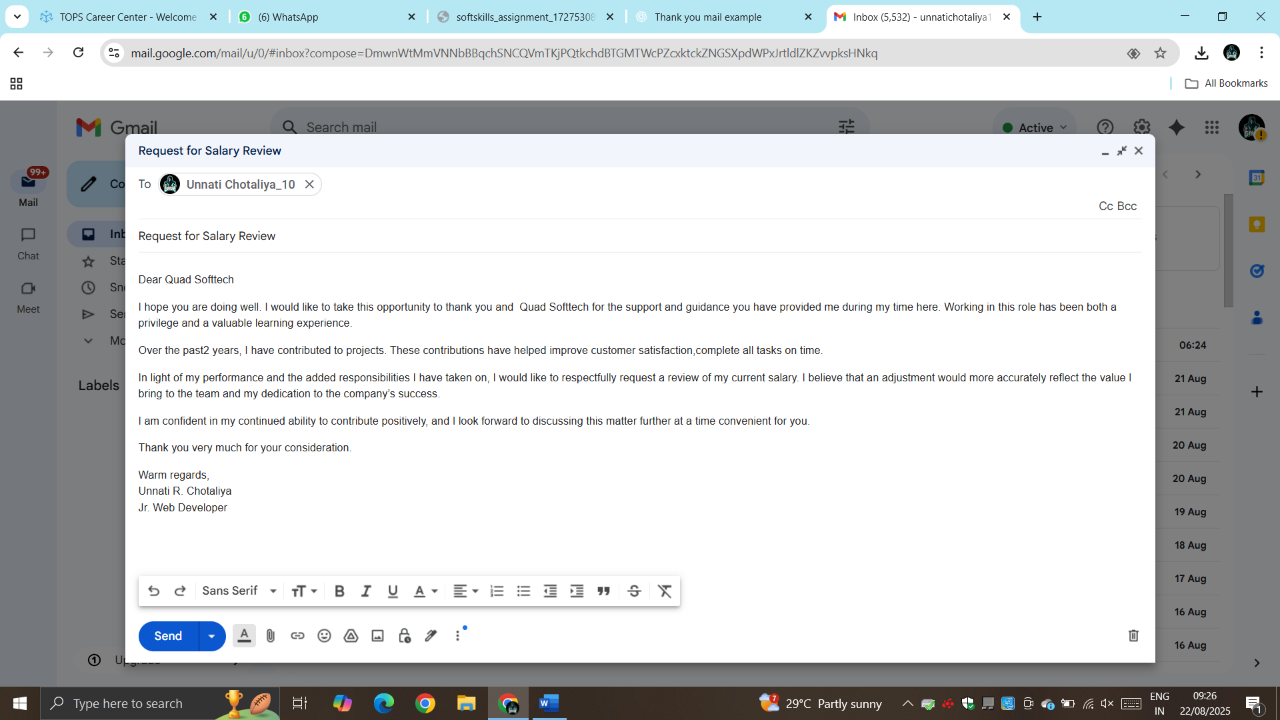 TOPS Career Center - Welcome
(6) WhatsApp
softskills_assignment_17275308
Thank you mail example
Inbox (5,532) - unnatichotaliya1
mail.google.com/mail/u/0/#inbox?compose=DmwnWtMmVNNbBBqchSNCQVmTKjPQtkchdBTGMTWcPZcxktckZNGSXpdWPxJrtldlZKZvvpksHNkq
All Bookmarks
Gmail
Search mail
Active
99+
Mail
Chat
Meet
Labels
Request for Salary Review
To Unnati Chotaliya_10
Cc Bcc
Request for Salary Review
Dear Quad Softtech
I hope you are doing well. I would like to take this opportunity to thank you and  Quad Softtech for the support and guidance you have provided me during my time here. Working in this role has been both a
privilege and a valuable learning experience.
Over the past2 years, I have contributed to projects. These contributions have helped improve customer satisfaction,complete all tasks on time.
In light of my performance and the added responsibilities I have taken on, I would like to respectfully request a review of my current salary. I believe that an adjustment would more accurately reflect the value I
bring to the team and my dedication to the company's success.
I am confident in my continued ability to contribute positively, and I look forward to discussing this matter further at a time convenient for you.
Thank you very much for your consideration.
Warm regards,
Unnati R. Chotaliya
Jr. Web Developer
Sans Serif
Send
06:24
21 Aug
21 Aug
20 Aug
20 Aug
19 Aug
18 Aug
17 Aug
16 Aug
16 Aug
Type here to search
29°C Partly sunny
ENG
IN
09:26
22/08/2025